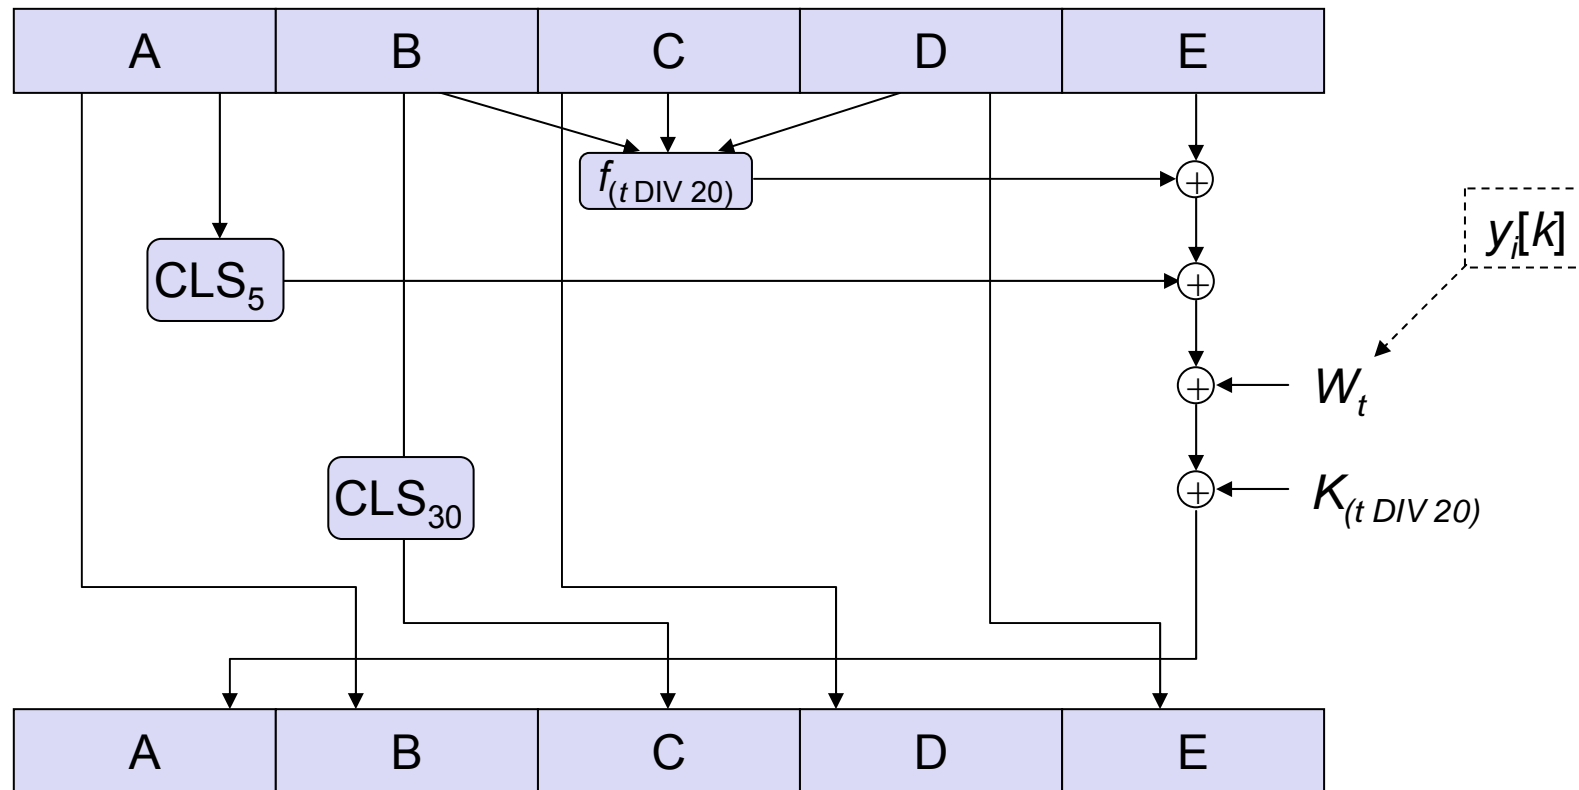 A B C D E
f(t DIV 20)
+
yi[k]
CLS5
+
+
Wt
CLS30
+
K(t DIV 20)
A B C D E